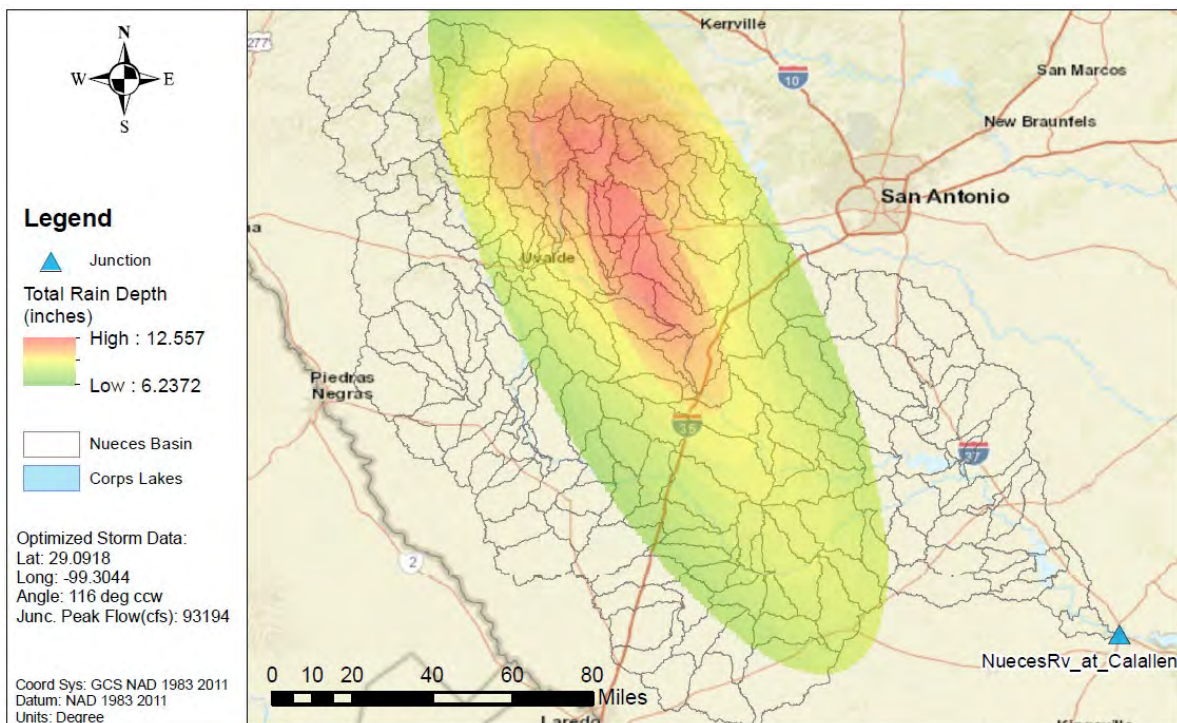 N
W E
S
Legend
Junction
Total Rain Depth
(inches)
High : 12.557
Low : 6.2372
Nueces Basin
Corps Lakes
Optimized Storm Data:
Lat: 29.0918
Long: -99.3044
Angle: 116 deg ccw
Junc. Peak Flow(cfs): 93194
Coord Sys: GCS NAD 1983 2011
Datum: NAD 1983 2011
Units: Degree
Kerrville
277
10
San Marcos
New Braunfels
San Antonio
Uvalde
Piedras
Negras
35
37
2
NuecesRv_at_Calallen
0 10 20 40 60 80
Miles
Laredo